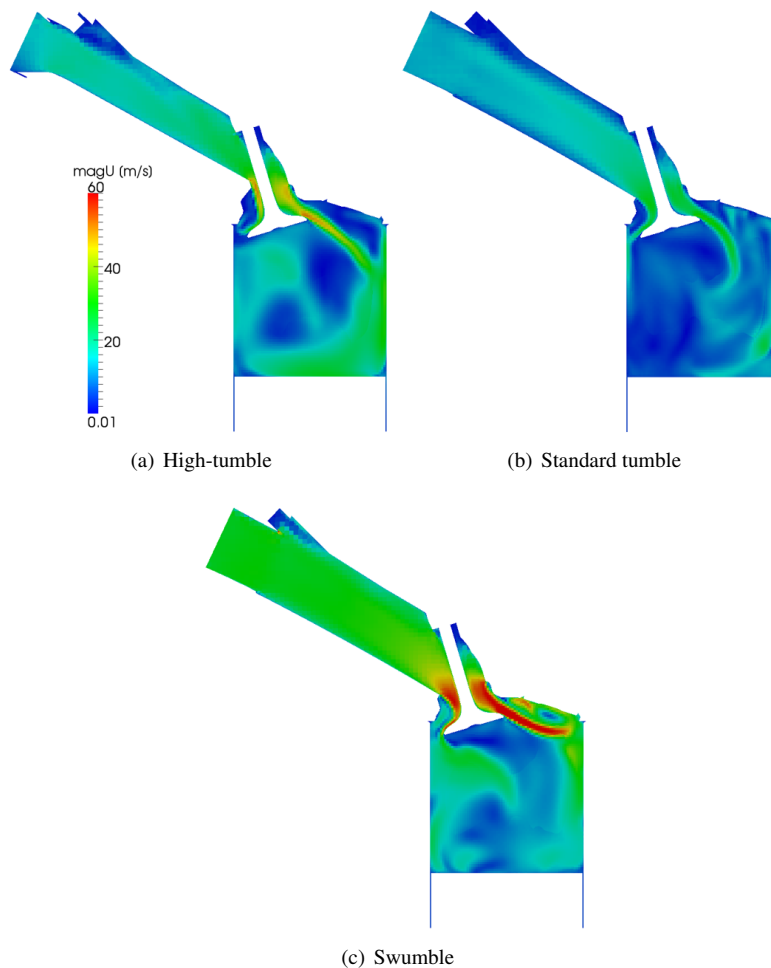 magU (m/s)
60
40
20
0.01
(a) High-tumble
(b) Standard tumble
(c) Swumble